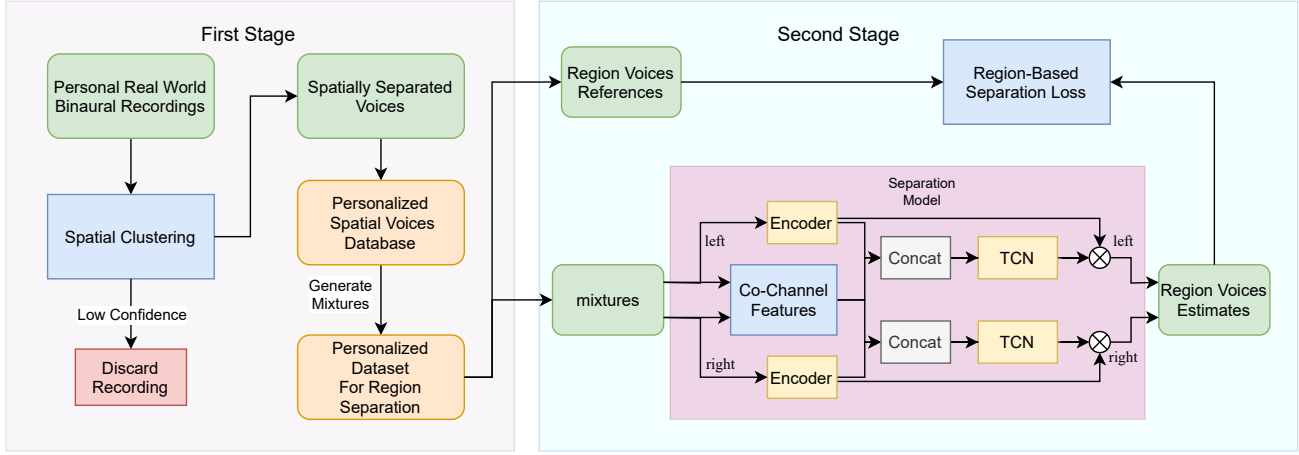 First Stage
Personal Real World
Binaural Recordings
Spatially Separated
Voices
Spatial Clustering
Personalized
Spatial Voices
Database
Low Confidence
Generate
Mixtures
Discard
Recording
Personalized
Dataset
For Region
Separation
Second Stage
Region Voices
References
Region-Based
Separation Loss
Separation
Model
mixtures
left
Encoder
Co-Channel
Features
right
Encoder
Concat
TCN
left
Concat
TCN
right
Region Voices
Estimates